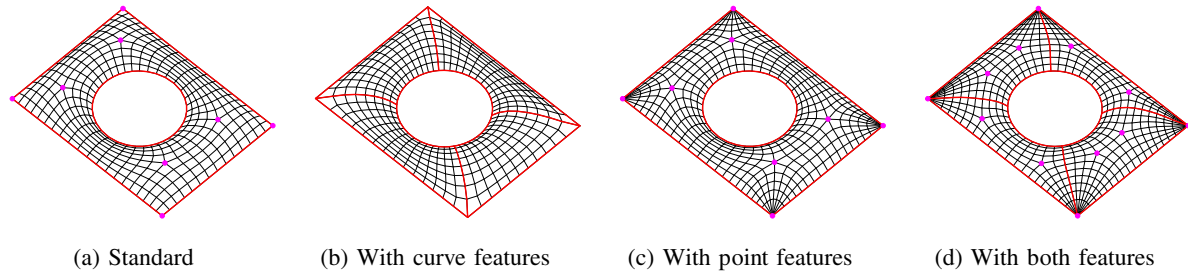 (a) Standard
(b) With curve features
(c) With point features
(d) With both features